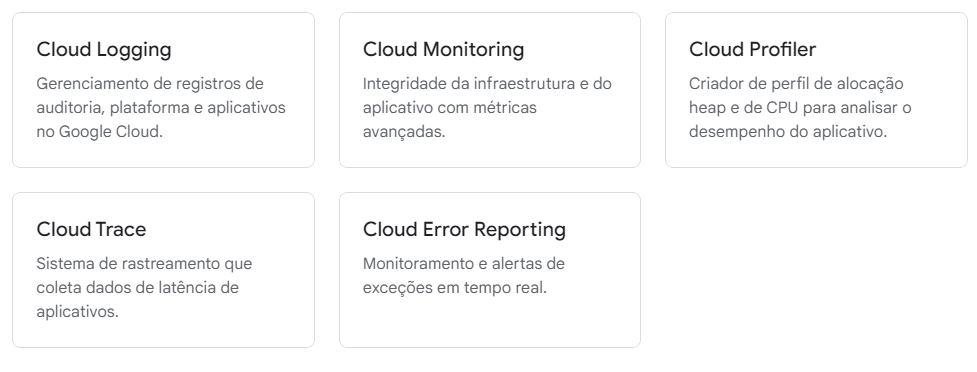 Cloud Logging
Gerenciamento de registros de
auditoria, plataforma e aplicativos
no Google Cloud.
Cloud Monitoring
Integridade da infraestrutura e do
aplicativo com métricas
avançadas.
Cloud Profiler
Criador de perfil de alocação
heap e de CPU para analisar o
desempenho do aplicativo.
Cloud Trace
Sistema de rastreamento que
coleta dados de latência de
aplicativos.
Cloud Error Reporting
Monitoramento e alertas de
exceções em tempo real.